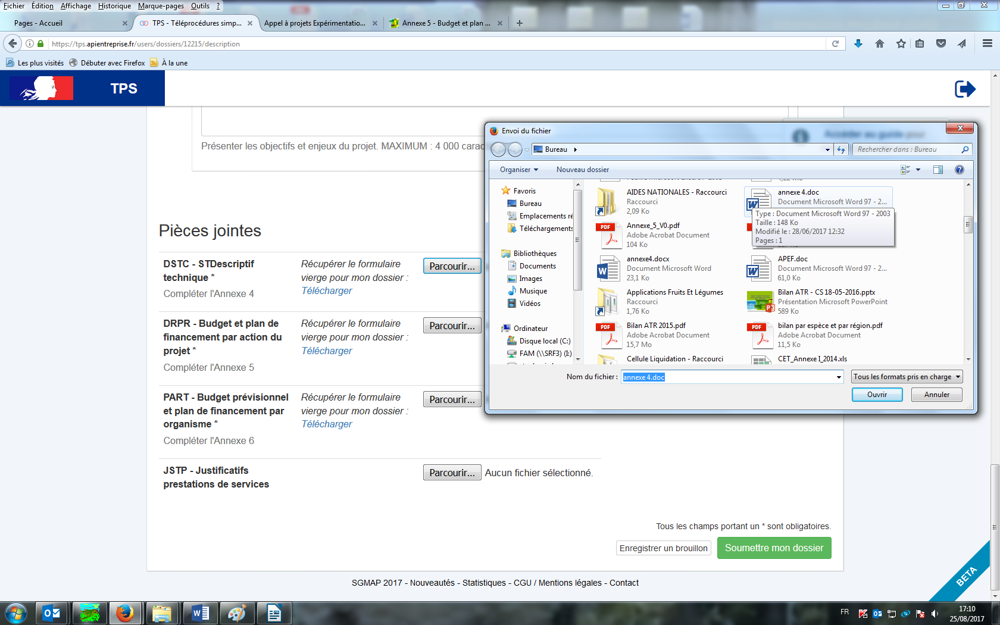 Fichier Édition Affichage Historique Marque-pages Outils ?
Pages - Accueil
TPS - Téléprocédures simp...
Appel à projets Expérimentatio...
Annexe 5 - Budget et plan ...
https://tps.apientreprise.fr/users/dossiers/12215/description
Les plus visités Débuter avec Firefox À la une
TPS
Présenter les objectifs et enjeux du projet. MAXIMUM : 4 000 carac
Pièces jointes
DSTC - STDescriptif
technique *
Compléter l'Annexe 4
Récupérer le formulaire
vierge pour mon dossier :
Télécharger
Parcourir...
DRPR - Budget et plan de
financement par action du
projet *
Compléter l'Annexe 5
Récupérer le formulaire
vierge pour mon dossier :
Télécharger
Parcourir...
PART - Budget prévisionnel
et plan de financement par
organisme *
Compléter l'Annexe 6
Récupérer le formulaire
vierge pour mon dossier :
Télécharger
Parcourir...
JSTP - Justificatifs
prestations de services
Parcourir... Aucun fichier sélectionné.
Tous les champs portant un * sont obligatoires.
Enregistrer un brouillon
Soumettre mon dossier
SGMAP 2017 - Nouveautés - Statistiques - CGU / Mentions légales - Contact
BETA
Envoi du fichier
Accéder au guide pour
Bureau
Rechercher dans : Bureau
Organiser
Nouveau dossier
Favoris
Bureau
Emplacements ré
Téléchargements
Bibliothèques
Documents
Images
Musique
Vidéos
Ordinateur
Disque local (C:)
FAM (\\SRF3) (I:)
AIDES NATIONALES - Raccourci
Raccourci
2,09 Ko
annexe 4.doc
Document Microsoft Word 97 - 2...
Type : Document Microsoft Word 97 - 2003
Taille : 148 Ko
Modifié le : 28/06/2017 12:32
Pages : 1
PDF
Annexe_5_V0.pdf
Adobe Acrobat Document
104 Ko
annexe4.docx
Document Microsoft Word
23,1 Ko
APEF.doc
Document Microsoft Word 97 - 2...
61,0 Ko
Applications Fruits Et Légumes
Raccourci
1,76 Ko
Bilan ATR - CS 18-05-2016.pptx
Présentation Microsoft PowerPoint
589 Ko
PDF
Bilan ATR 2015.pdf
Adobe Acrobat Document
15,7 Mo
PDF
bilan par espèce et par région.pdf
Adobe Acrobat Document
11,5 Ko
Cellule Liquidation - Raccourci
CET_Annexe I_2014.xls
Nom du fichier : annexe 4.doc
Tous les formats pris en charge
Ouvrir
Annuler
FR
17:10
25/08/2017